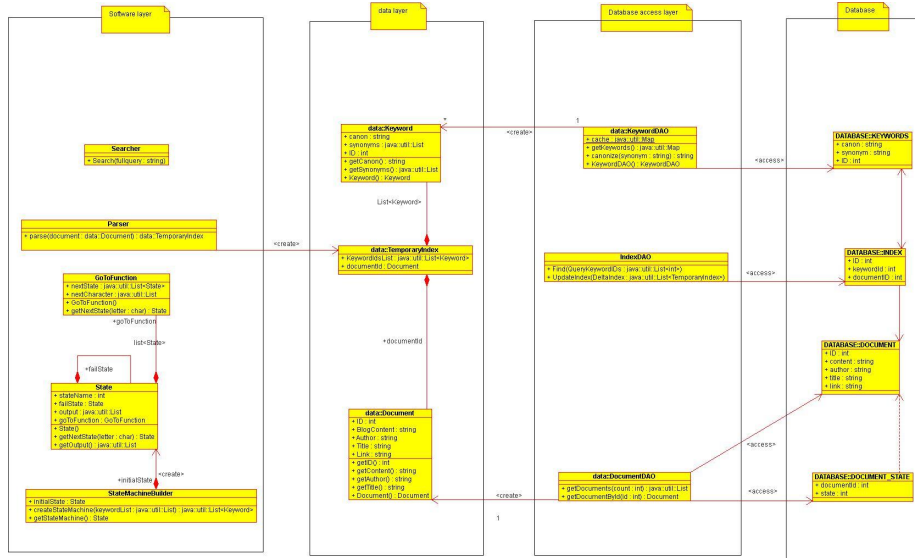 Software layer
data layer
Database access layer
Database
Searcher
+ Search(fullquery : string)
Parser
+ parse(document : data::Document) : data::TemporaryIndex
<create>
GoToFunction
+ nextState : java::util::List<State>
+ nextCharacter : java::util::List
+ GoToFunction()
+ getNextState(letter : char) : State
+goToFunction
list<State>
+failState
State
+ stateName : int
+ failState : State
+ output : java::util::List
+ goToFunction : GoToFunction
+ State()
+ getNextState(letter : char) : State
+ getOutput() : java::util::List
<create>
+initialState
StateMachineBuilder
+ initialState : State
+ createStateMachine(keywordList : java::util::List) : java::util::List<Keyword>
+ getStateMachine() : State
data::Keyword
+ canon : string
+ synonyms : java::util::List
+ ID : int
+ getCanon() : string
+ getSynonyms() : java::util::List
+ Keyword() : Keyword
*
1
<create>
List<Keyword>
data::TemporaryIndex
+ KeywordIdsList : java::util::List<Keyword>
+ documentId : Document
+documentId
data::Document
+ ID : int
+ BlogContent : string
+ Author : string
+ Title : string
+ Link : string
+ getID() : int
+ getContent() : string
+ getAuthor() : string
+ getTitle() : string
+ Document() : Document
<create>
1
data::KeywordDAO
+ cache : java::util::Map
+ getKeywords() : java::util::Map
+ canonize(synonym : string) : string
+ KeywordDAO() : KeywordDAO
<access>
IndexDAO
+ Find(QueryKeywordIDs : java::util::List<int>)
+ UpdateIndex(DeltaIndex : java::util::List<TemporaryIndex>)
<access>
data::DocumentDAO
+ getDocuments(count : int) : java::util::List
+ getDocumentById(id : int) : Document
<access>
<access>
DATABASE::KEYWORDS
+ canon : string
+ synonym : string
+ ID : int
DATABASE::INDEX
+ ID : int
+ keywordId : int
+ documentID : int
DATABASE::DOCUMENT
+ ID : int
+ content : string
+ author : string
+ title : string
+ link : string
DATABASE::DOCUMENT_STATE
+ documentId : int
+ state : int